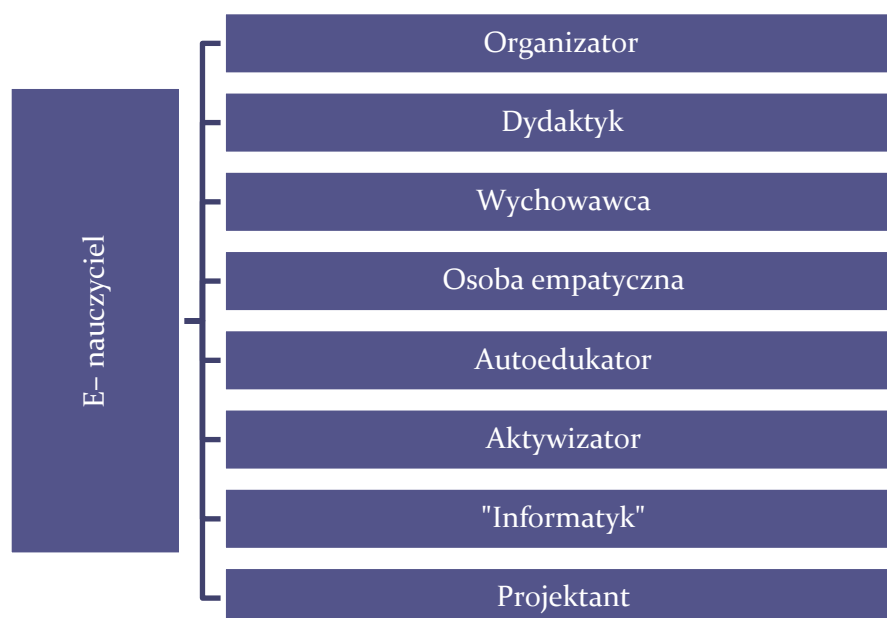 E– nauczyciel
Organizator
Dydaktyk
Wychowawca
Osoba empatyczna
Autoedukator
Aktywizator
"Informatyk"
Projektant